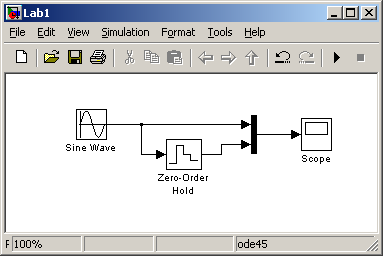 Lab1
File Edit View Simulation Format Tools Help
Sine Wave
Zero-Order
Hold
Scope
100% ode45